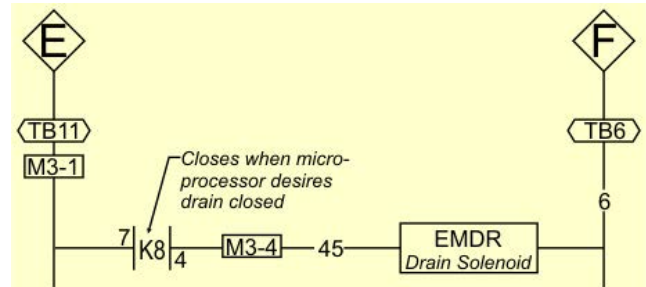 E
F
TB11
TB6
M3-1
Closes when micro-
processor desires
drain closed
6
7
K8
4
M3-4
45
EMDR
Drain Solenoid